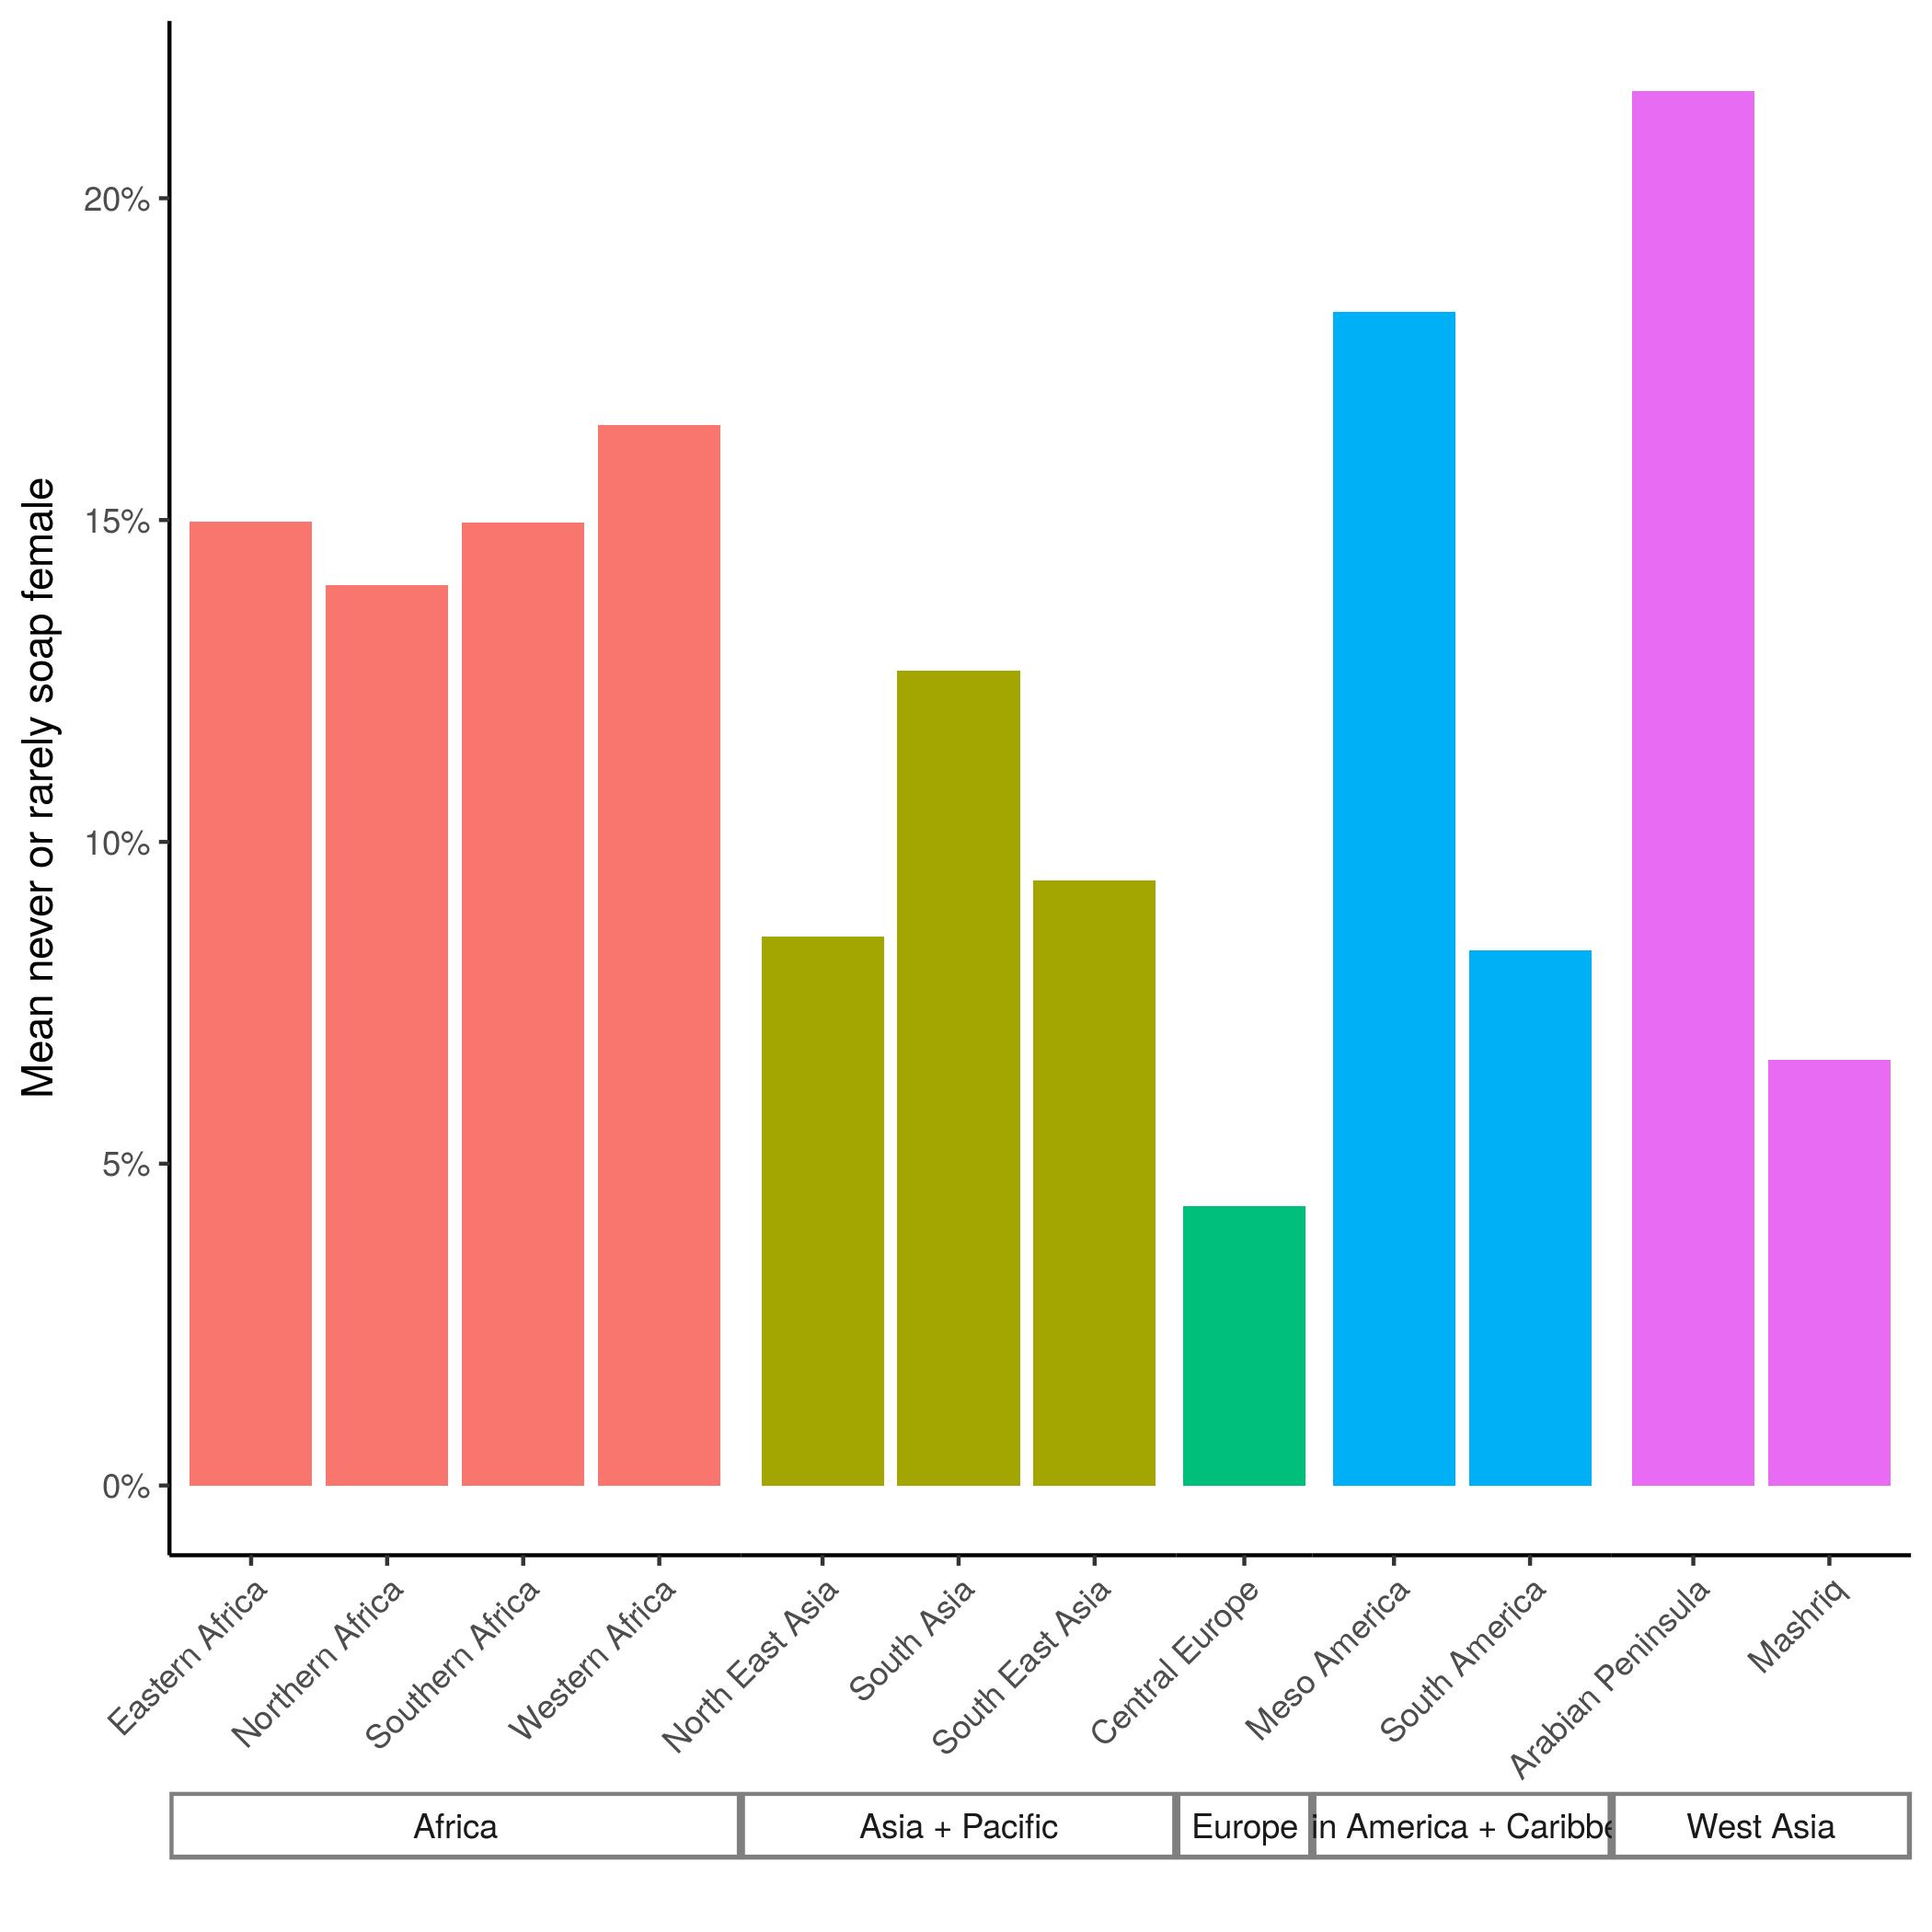 Mean never or rarely soap female
20%
15%
10%
5%
0%
Eastern Africa
Northern Africa
Southern Africa
Western Africa
North East Asia
South Asia
South East Asia
Central Europe
Meso America
South America
Arabian Peninsula
Mashriq
Africa
Asia + Pacific
Europe
in America + Caribbe
West Asia